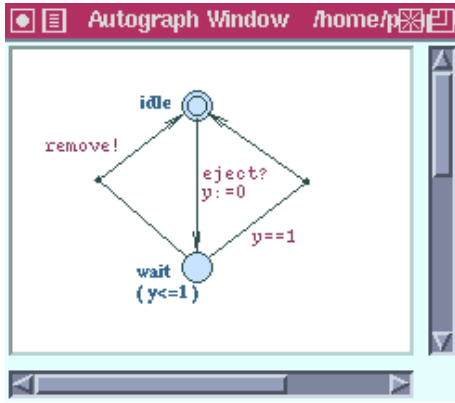 Autograph Window /home/p
idle
remove!
eject?
y:=0
y==1
wait
(y<=1)